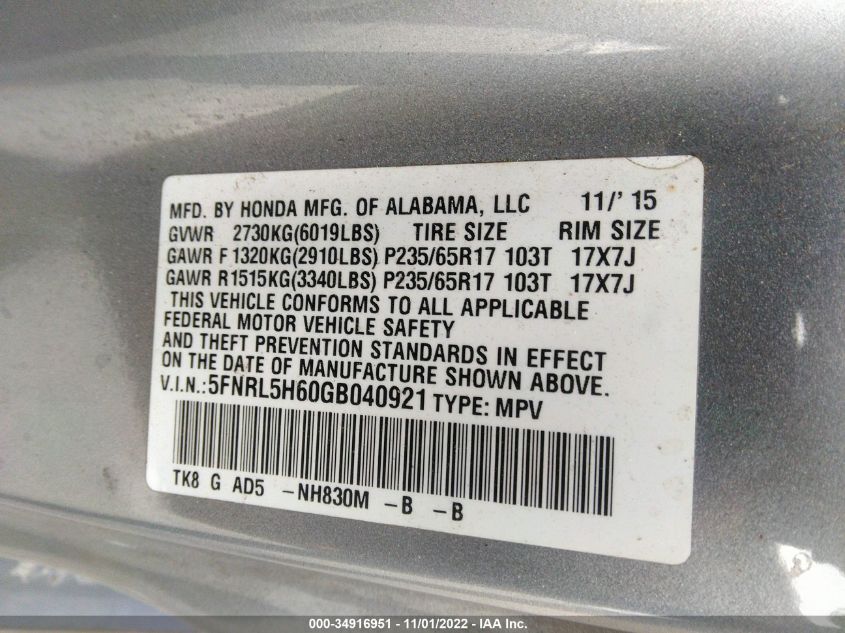 MFD. BY HONDA MFG. OF ALABAMA, LLC 11/' 15
GVWR 2730KG(6019LBS) TIRE SIZE RIM SIZE
GAWR F 1320KG(2910LBS) P235/65R17 103T 17X7J
GAWR R1515KG(3340LBS) P235/65R17 103T 17X7J
THIS VEHICLE CONFORMS TO ALL APPLICABLE
FEDERAL MOTOR VEHICLE SAFETY
AND THEFT PREVENTION STANDARDS IN EFFECT
ON THE DATE OF MANUFACTURE SHOWN ABOVE.
V.I.N.:5FNRL5H60GB040921 TYPE: MPV
TK8 G AD5 -NH830M -B -B
000-34916951 - 11/01/2022 - IAA Inc.